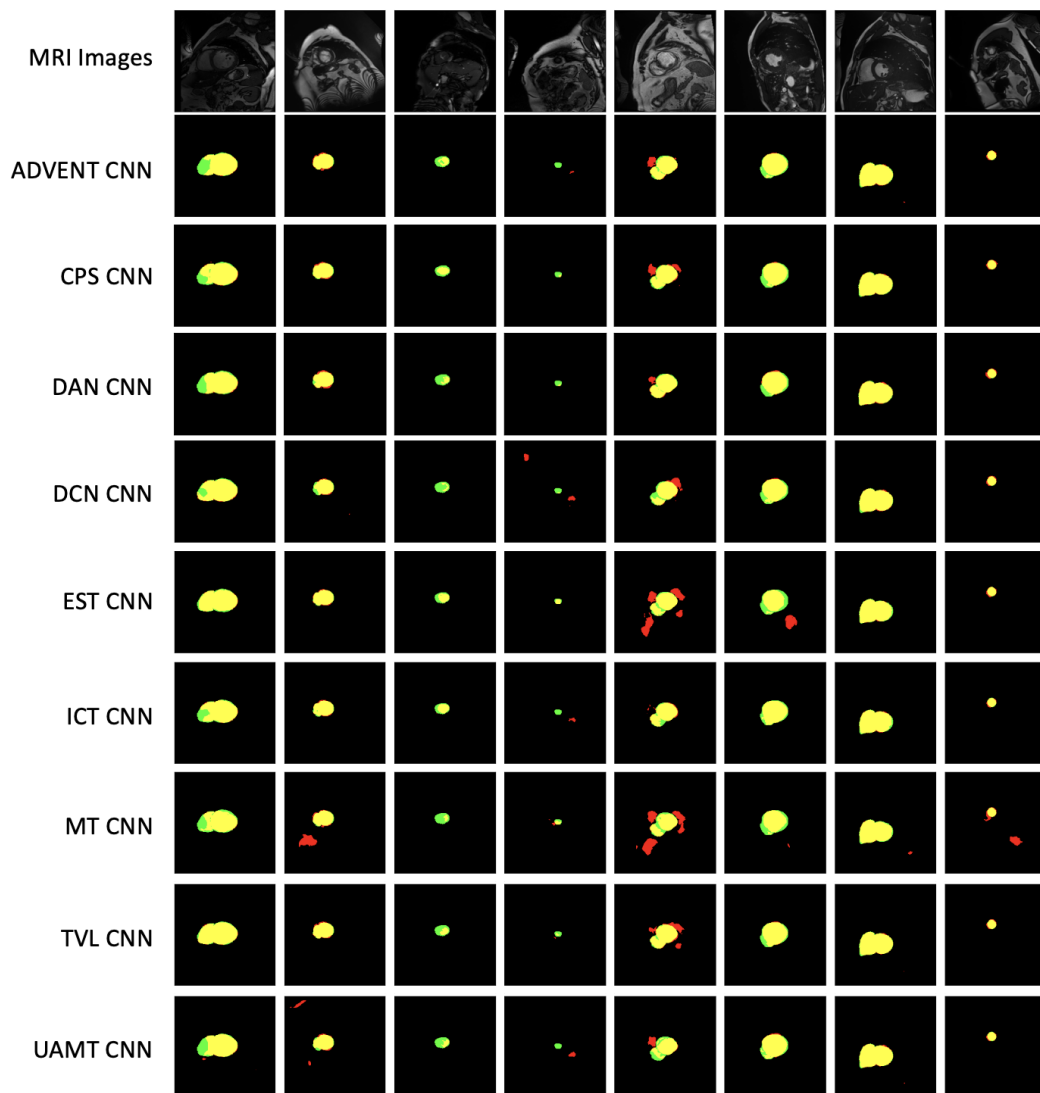 MRI Images
ADVENT CNN
CPS CNN
DAN CNN
DCN CNN
EST CNN
ICT CNN
MT CNN
TVL CNN
UAMT CNN